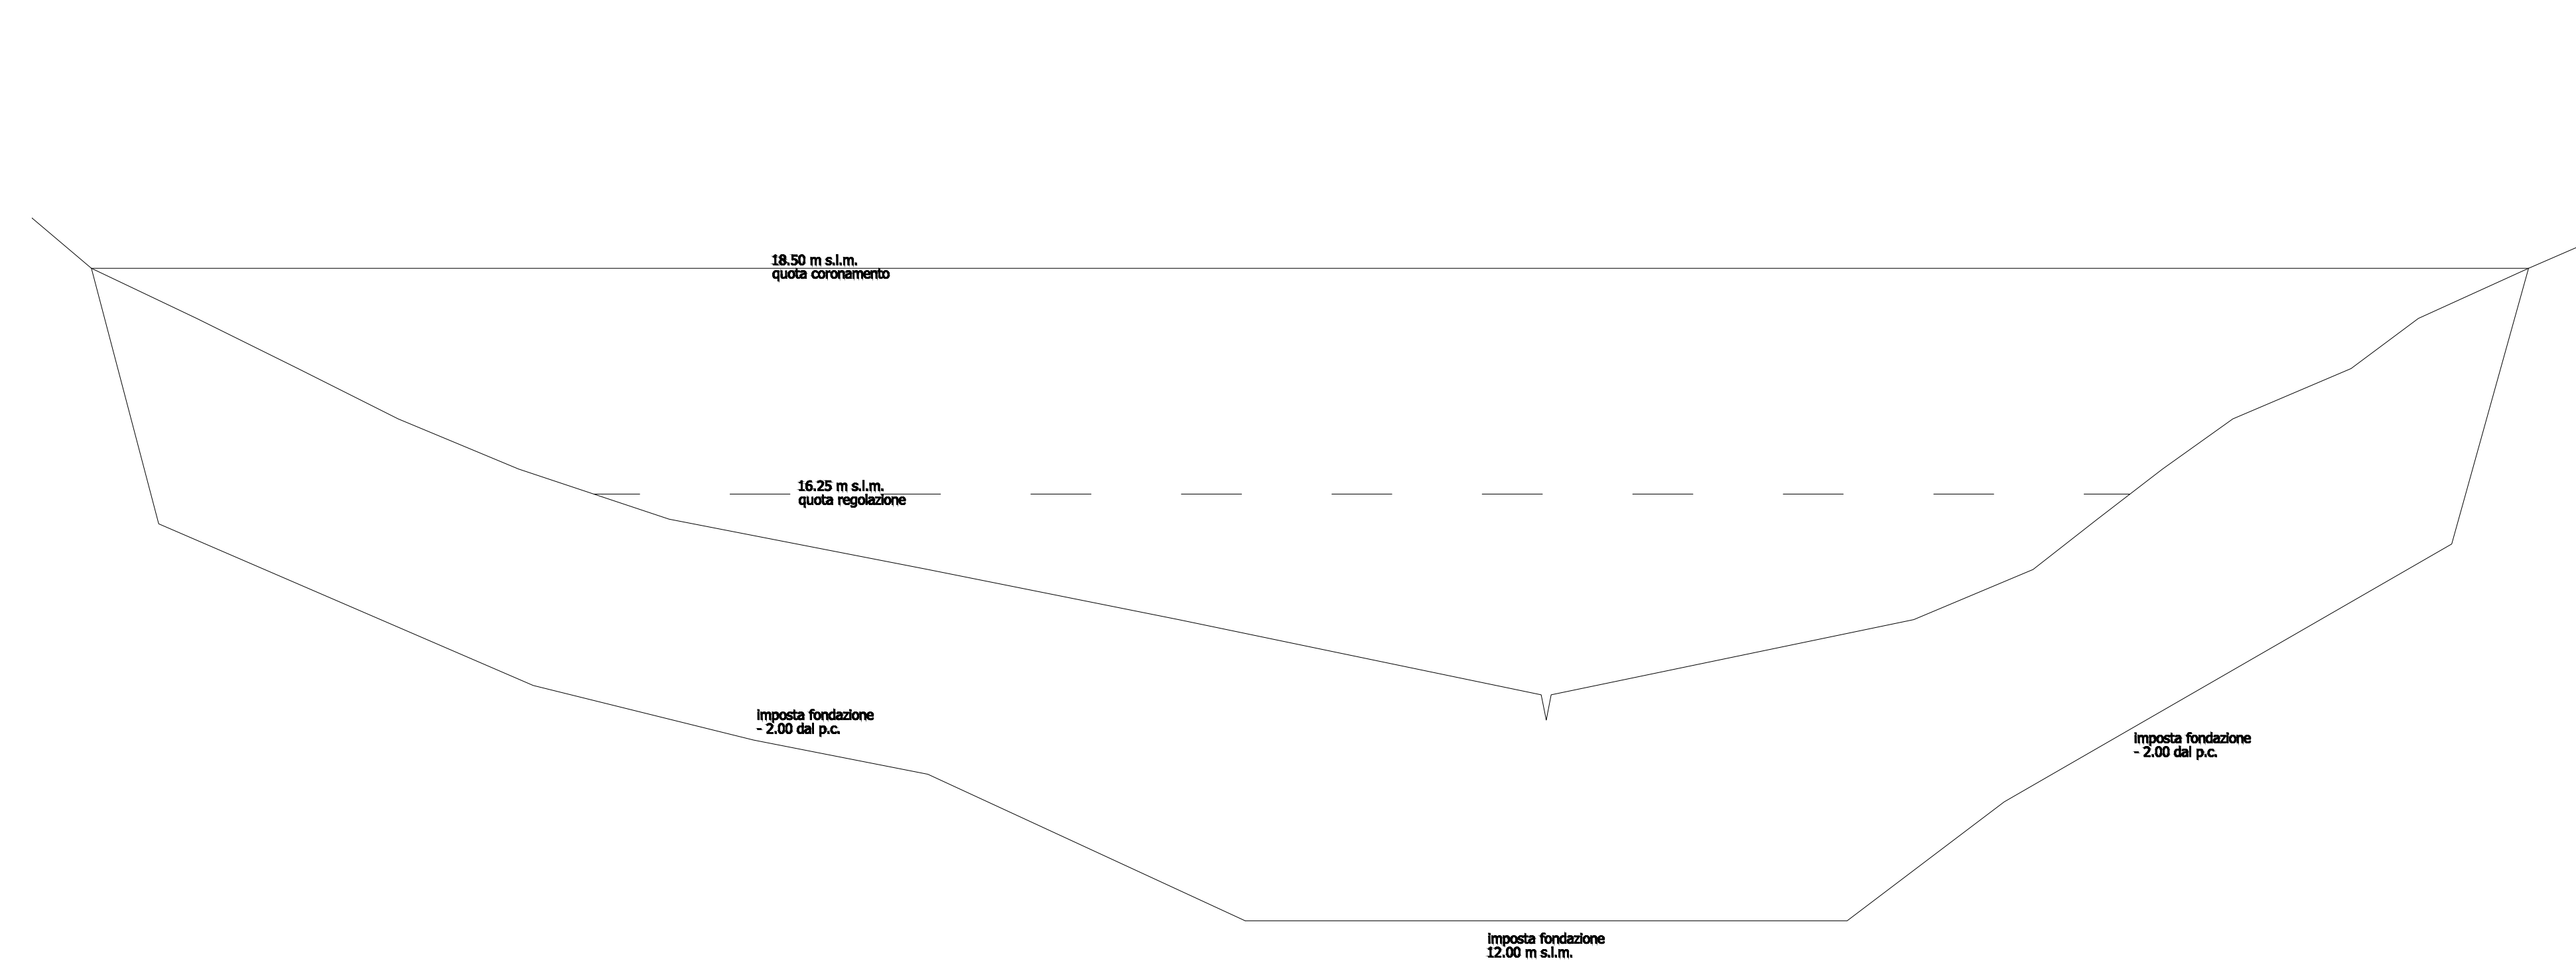 18.50 m s.l.m.
quota coronamento
16.25 m s.l.m.
quota regolazione
imposta fondazione
- 2.00 dal p.c.
imposta fondazione
- 2.00 dal p.c.
imposta fondazione
12.00 m s.l.m.